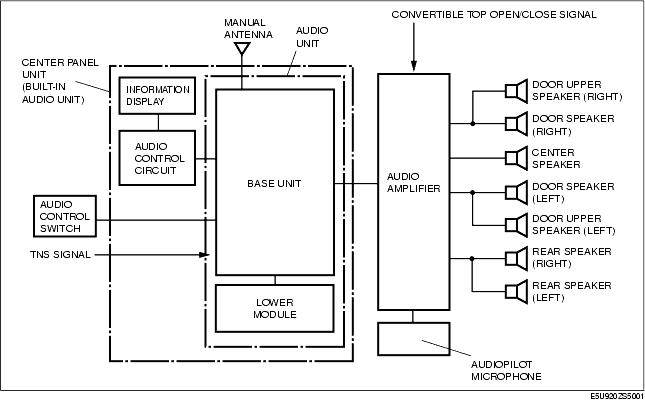 CONVERTIBLE TOP OPEN/CLOSE SIGNAL
MANUAL
ANTENNA
AUDIO
UNIT
CENTER PANEL
UNIT
(BUILT-IN
AUDIO UNIT)
INFORMATION
DISPLAY
AUDIO
CONTROL
CIRCUIT
BASE UNIT
AUDIO
AMPLIFIER
AUDIO
CONTROL
SWITCH
TNS SIGNAL
LOWER
MODULE
DOOR UPPER
SPEAKER (RIGHT)
DOOR SPEAKER
(RIGHT)
CENTER
SPEAKER
DOOR SPEAKER
(LEFT)
DOOR UPPER
SPEAKER (LEFT)
REAR SPEAKER
(RIGHT)
REAR SPEAKER
(LEFT)
AUDIOPILOT
MICROPHONE
E5U920ZS5001